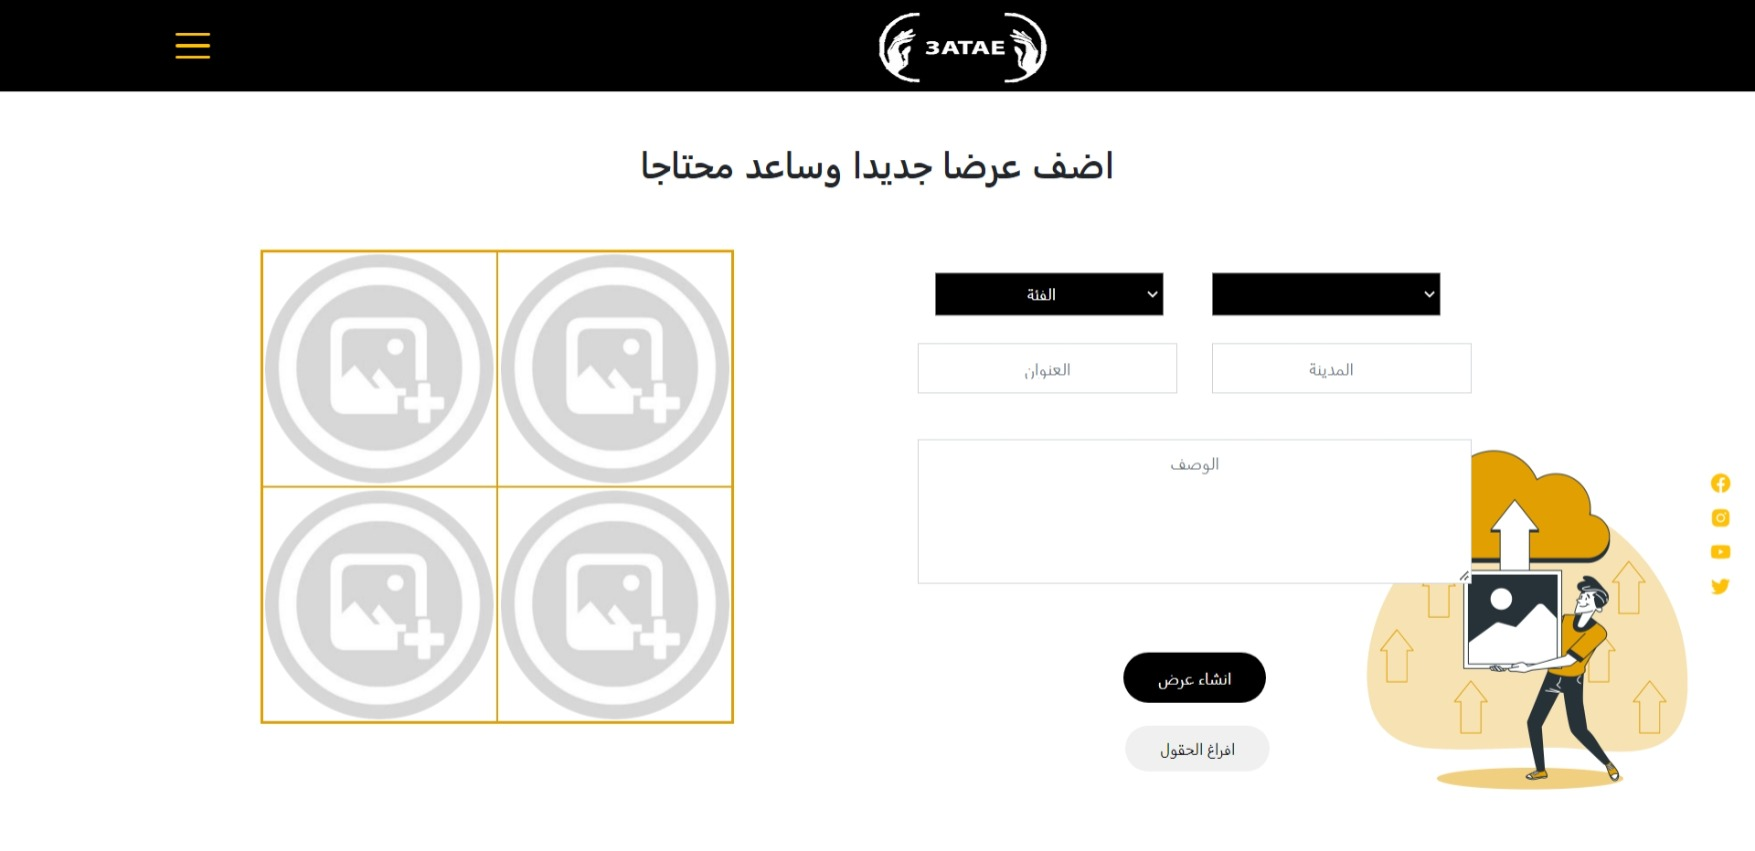 3ATAE
اضف عرضا جديدا وساعد محتاجا
الفئة
المدينة
العنوان
الوصف
انشاء عرض
افراغ الحقول